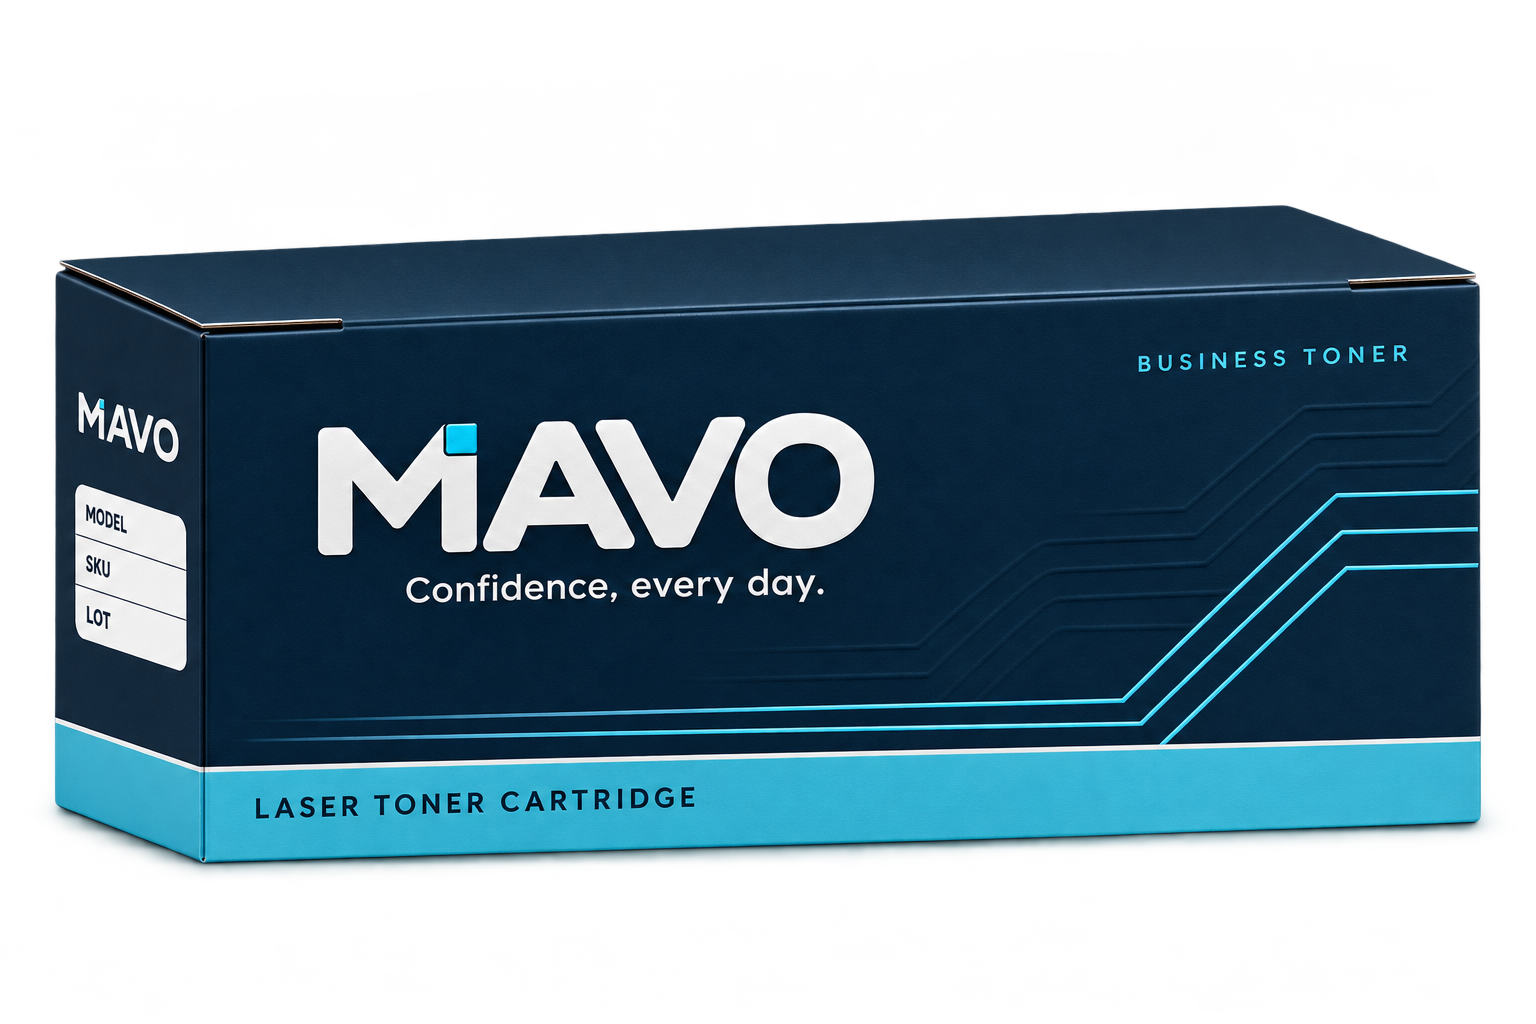 MAVO
MODEL
SKU
LOT
BUSINESS TONER
MAVO
Confidence, every day.
LASER TONER CARTRIDGE